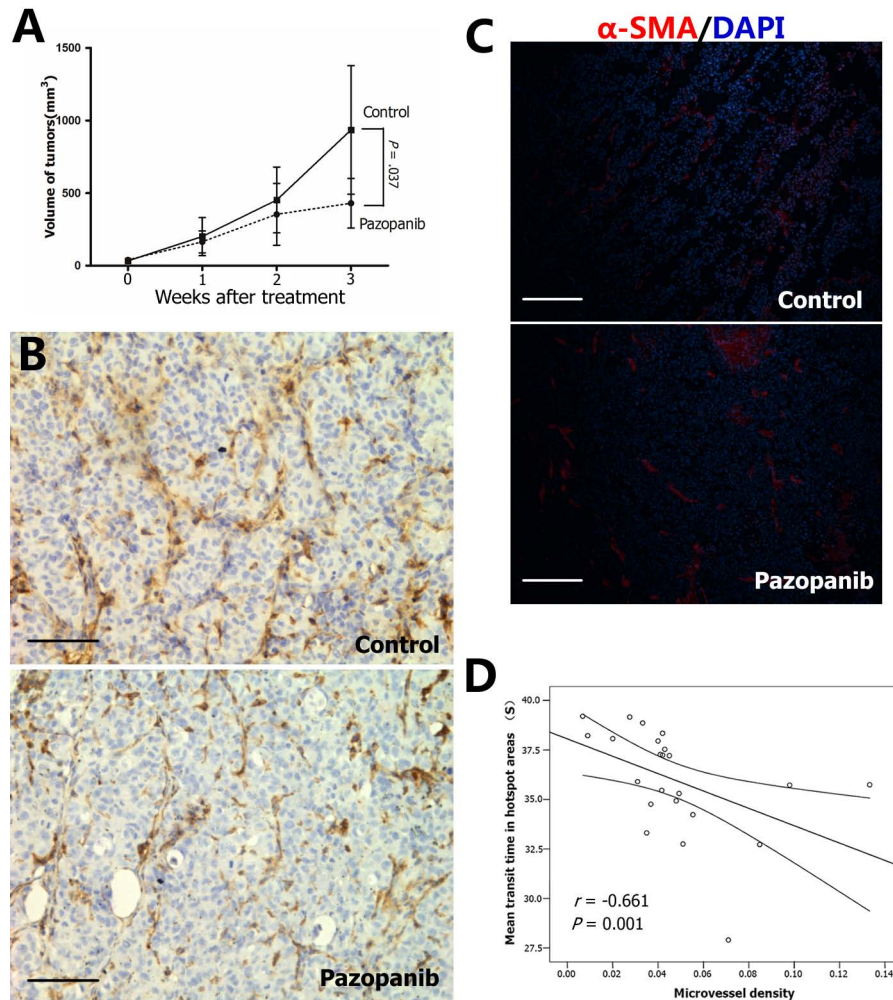 A
1500
1000
500
0
Volume of tumors(mm³)
Control
P = .037
Pazopanib
0 1 2 3
Weeks after treatment
B
Control
Pazopanib
C
α-SMA/DAPI
Control
Pazopanib
D
40.0
37.5
35.0
32.5
30.0
27.5
Mean transit time in hotspot areas (S)
r = -0.661
P = 0.001
0.00 0.02 0.04 0.06 0.08 0.10 0.12 0.14
Microvessel density